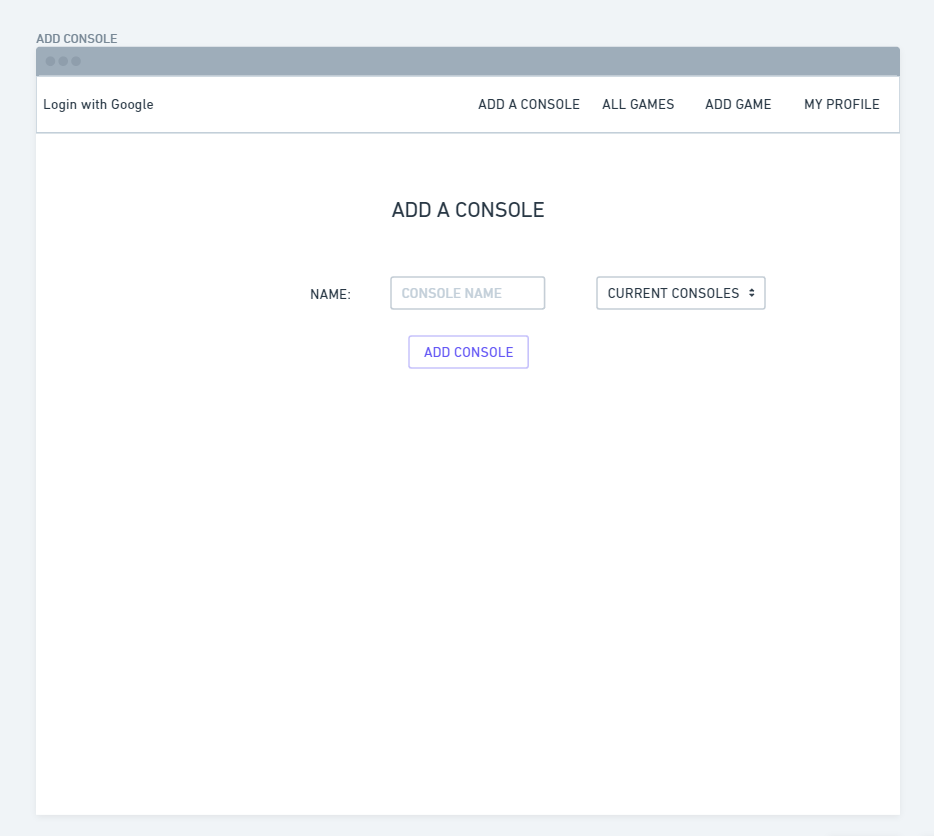 ADD CONSOLE
Login with Google ADD A CONSOLE ALL GAMES ADD GAME MY PROFILE
ADD A CONSOLE
NAME: CONSOLE NAME CURRENT CONSOLES
ADD CONSOLE